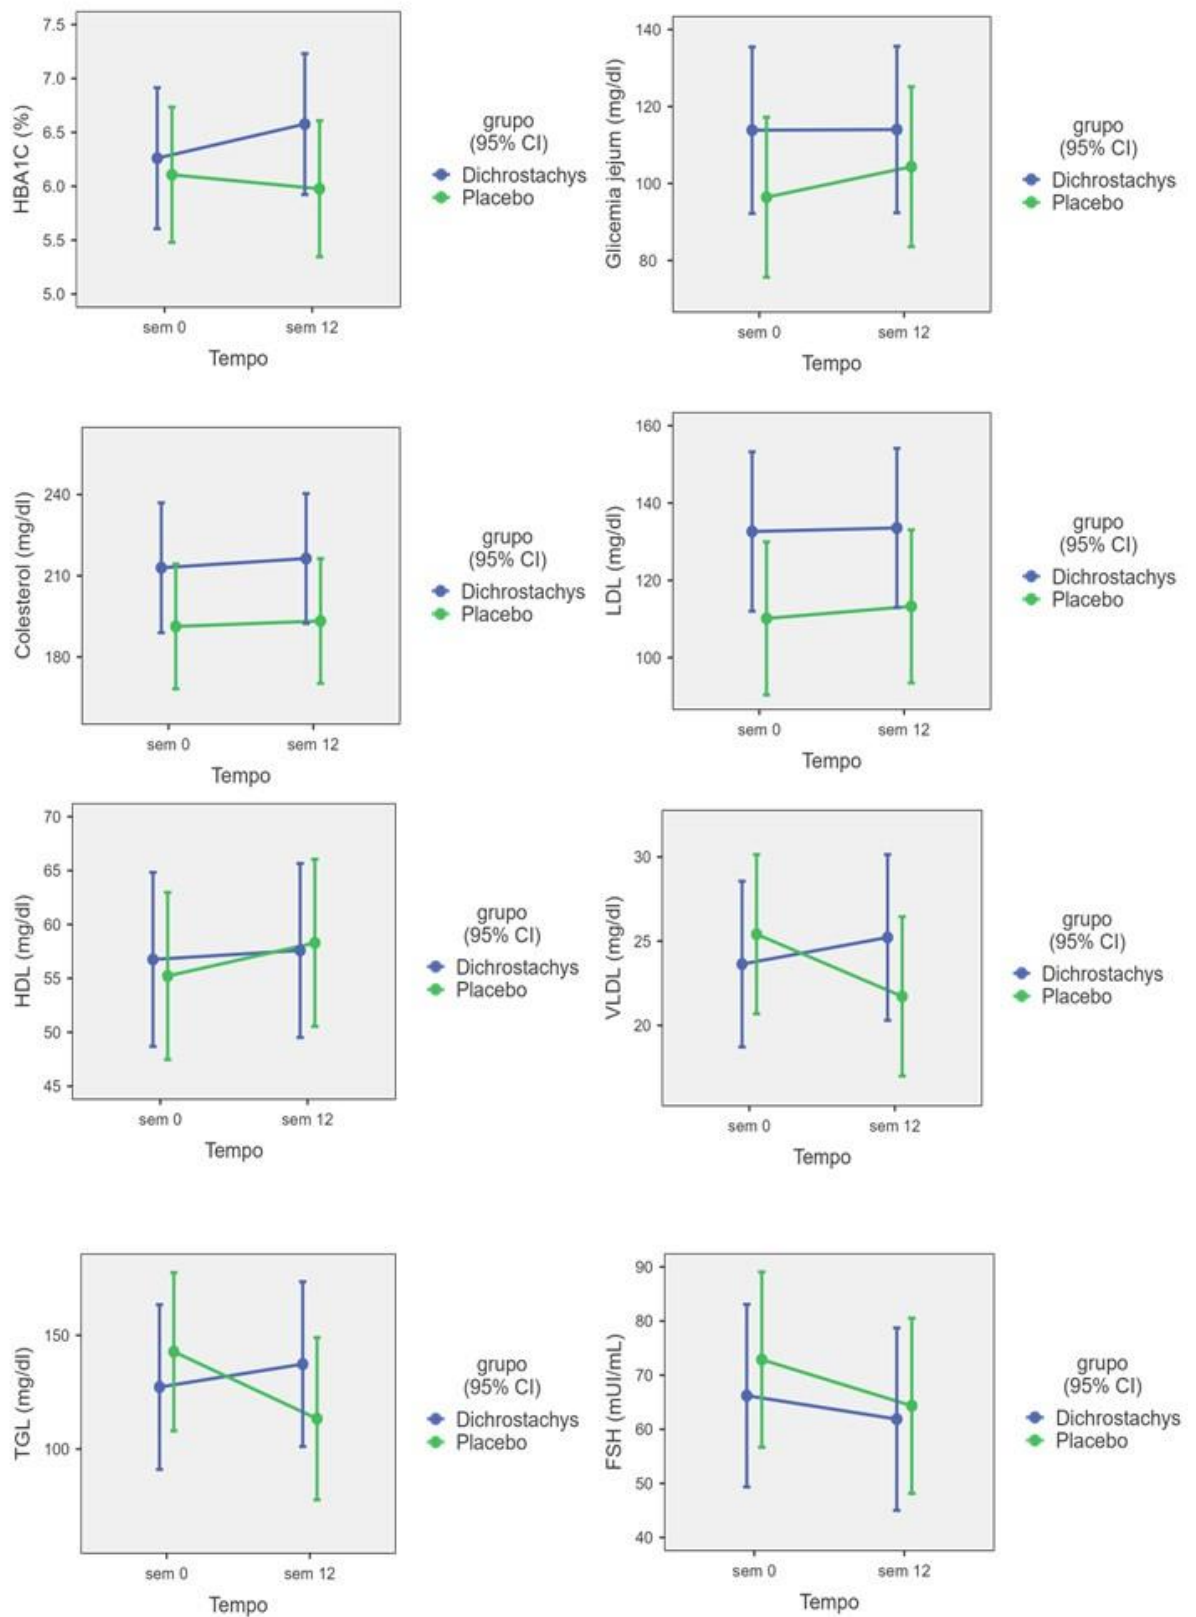 7.5
7.0
6.5
6.0
5.5
5.0
HBA1C (%)
sem 0 sem 12
Tempo
grupo
(95% CI)
Dichrostachys
Placebo
140
120
100
80
Glicemia jejum (mg/dl)
sem 0 sem 12
Tempo
grupo
(95% CI)
Dichrostachys
Placebo
240
210
180
Colesterol (mg/dl)
sem 0 sem 12
Tempo
grupo
(95% CI)
Dichrostachys
Placebo
160
140
120
100
LDL (mg/dl)
sem 0 sem 12
Tempo
grupo
(95% CI)
Dichrostachys
Placebo
70
65
60
55
50
45
HDL (mg/dl)
sem 0 sem 12
Tempo
grupo
(95% CI)
Dichrostachys
Placebo
30
25
20
VLDL (mg/dl)
sem 0 sem 12
Tempo
grupo
(95% CI)
Dichrostachys
Placebo
150
100
TGL (mg/dl)
sem 0 sem 12
Tempo
grupo
(95% CI)
Dichrostachys
Placebo
90
80
70
60
50
40
FSH (mUI/mL)
sem 0 sem 12
Tempo
grupo
(95% CI)
Dichrostachys
Placebo